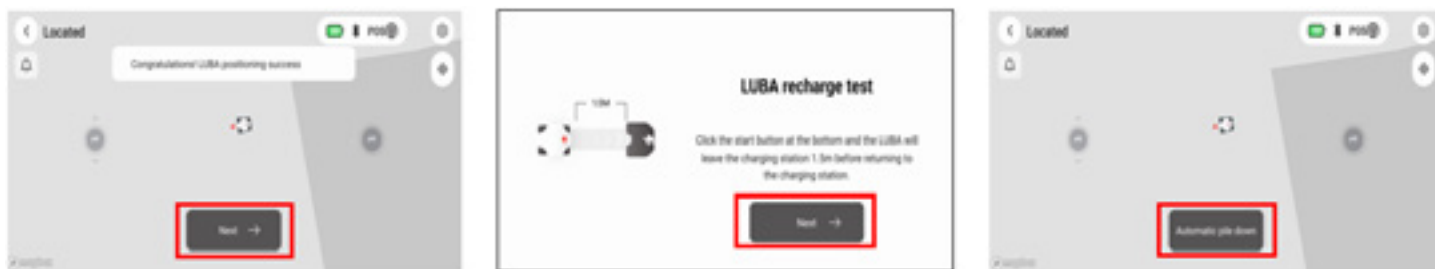 Located
POS
Congratulations! LUBA positioning success
Next →
LUBA recharge test
Click the start button at the bottom and the LUBA will
leave the charging station 1.5m before returning to
the charging station.
Next →
Located
POS
Automatic pile down